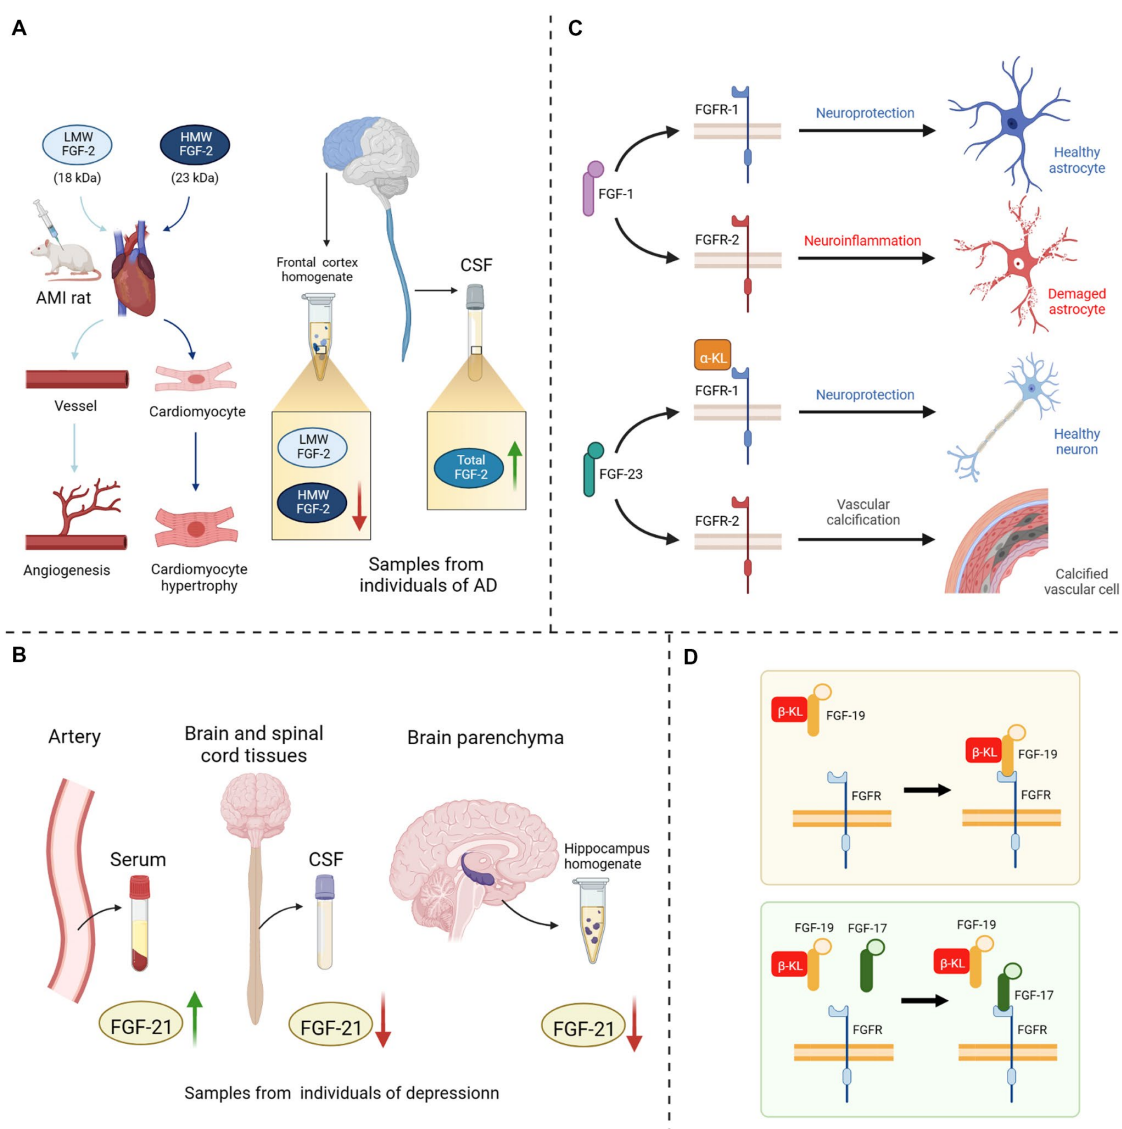 A
LMW
FGF-2
(18 kDa)
HMW
FGF-2
(23 kDa)
AMI rat
Vessel
Cardiomyocyte
Angiogenesis
Cardiomyocyte
hypertrophy
Frontal cortex
homogenate
CSF
LMW
FGF-2
HMW
FGF-2
Total
FGF-2
Samples from
individuals of AD
C
FGF-1
FGFR-1
Neuroprotection
Healthy
astrocyte
FGFR-2
Neuroinflammation
Demaged
astrocyte
FGF-23
α-KL
FGFR-1
Neuroprotection
Healthy
neuron
FGFR-2
Vascular
calcification
Calcified
vascular cell
B
Artery
Serum
FGF-21
Brain and spinal
cord tissues
CSF
FGF-21
Brain parenchyma
Hippocampus
homogenate
FGF-21
Samples from individuals of depressionn
D
β-KL
FGF-19
FGFR
β-KL
FGF-19
FGFR
FGF-19
FGF-17
β-KL
FGFR
FGF-19
β-KL
FGF-17
FGFR